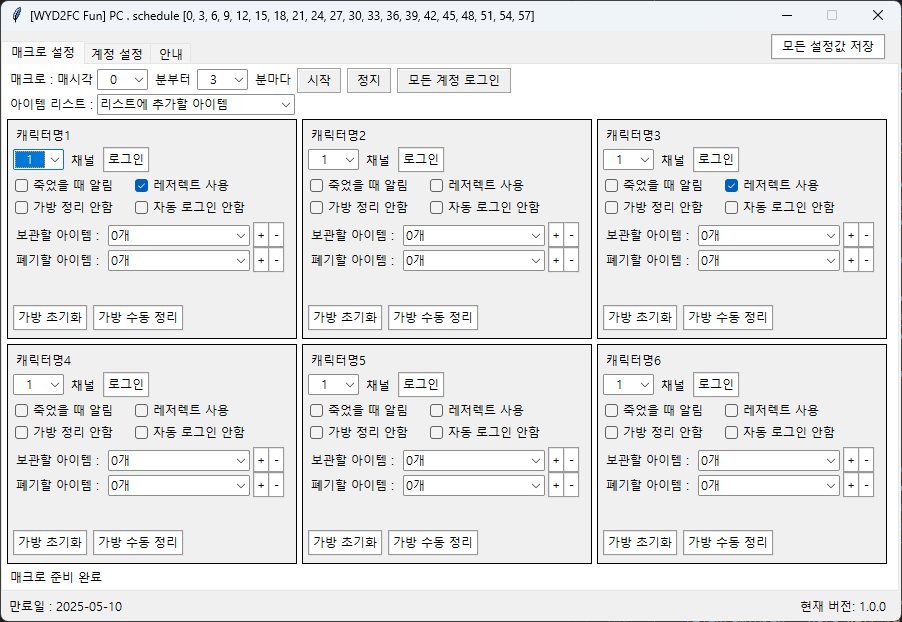 [WYD2FC Fun] PC . schedule [0, 3, 6, 9, 12, 15, 18, 21, 24, 27, 30, 33, 36, 39, 42, 45, 48, 51, 54, 57]
매크로 설정 계정 설정 안내 모든 설정값 저장
매크로 : 매시각 0 분부터 3 분마다 시작 정지 모든 계정 로그인
아이템 리스트 : 리스트에 추가할 아이템
캐릭터명1
1 채널 로그인
죽었을 때 알림 레저렉트 사용
가방 정리 안함 자동 로그인 안함
보관할 아이템 : 0개 + -
폐기할 아이템 : 0개 + -
가방 초기화 가방 수동 정리
캐릭터명2
1 채널 로그인
죽었을 때 알림 레저렉트 사용
가방 정리 안함 자동 로그인 안함
보관할 아이템 : 0개 + -
폐기할 아이템 : 0개 + -
가방 초기화 가방 수동 정리
캐릭터명3
1 채널 로그인
죽었을 때 알림 레저렉트 사용
가방 정리 안함 자동 로그인 안함
보관할 아이템 : 0개 + -
폐기할 아이템 : 0개 + -
가방 초기화 가방 수동 정리
캐릭터명4
1 채널 로그인
죽었을 때 알림 레저렉트 사용
가방 정리 안함 자동 로그인 안함
보관할 아이템 : 0개 + -
폐기할 아이템 : 0개 + -
가방 초기화 가방 수동 정리
캐릭터명5
1 채널 로그인
죽었을 때 알림 레저렉트 사용
가방 정리 안함 자동 로그인 안함
보관할 아이템 : 0개 + -
폐기할 아이템 : 0개 + -
가방 초기화 가방 수동 정리
캐릭터명6
1 채널 로그인
죽었을 때 알림 레저렉트 사용
가방 정리 안함 자동 로그인 안함
보관할 아이템 : 0개 + -
폐기할 아이템 : 0개 + -
가방 초기화 가방 수동 정리
매크로 준비 완료
만료일 : 2025-05-10 현재 버전: 1.0.0